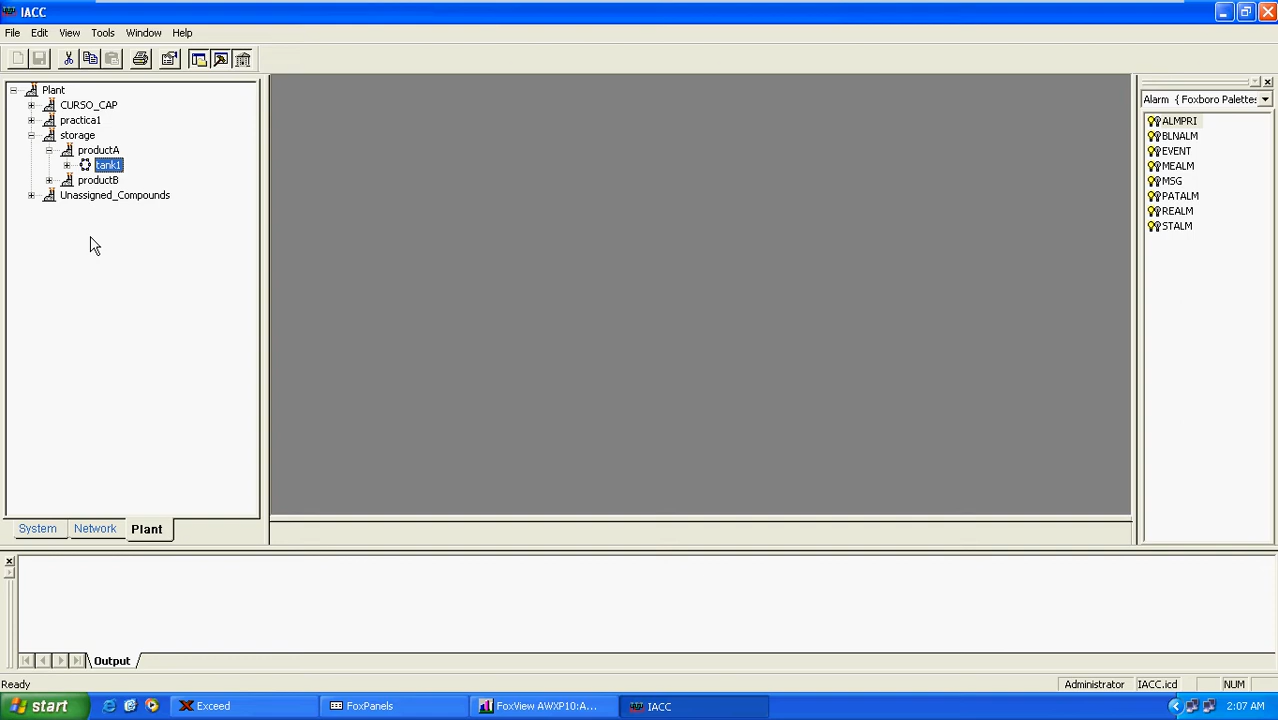 IACC
File Edit View Tools Window Help
Plant
CURSO_CAP
practica1
storage
productA
tank1
productB
Unassigned_Compounds
System Network Plant
Alarm { Foxboro Palettes
ALMPRI
BLNALM
EVENT
MEALM
MSG
PATALM
REALM
STALM
Output
Ready
Administrator IACC.icd NUM
start Exceed FoxPanels FoxView AWXP10:A... IACC 2:07 AM